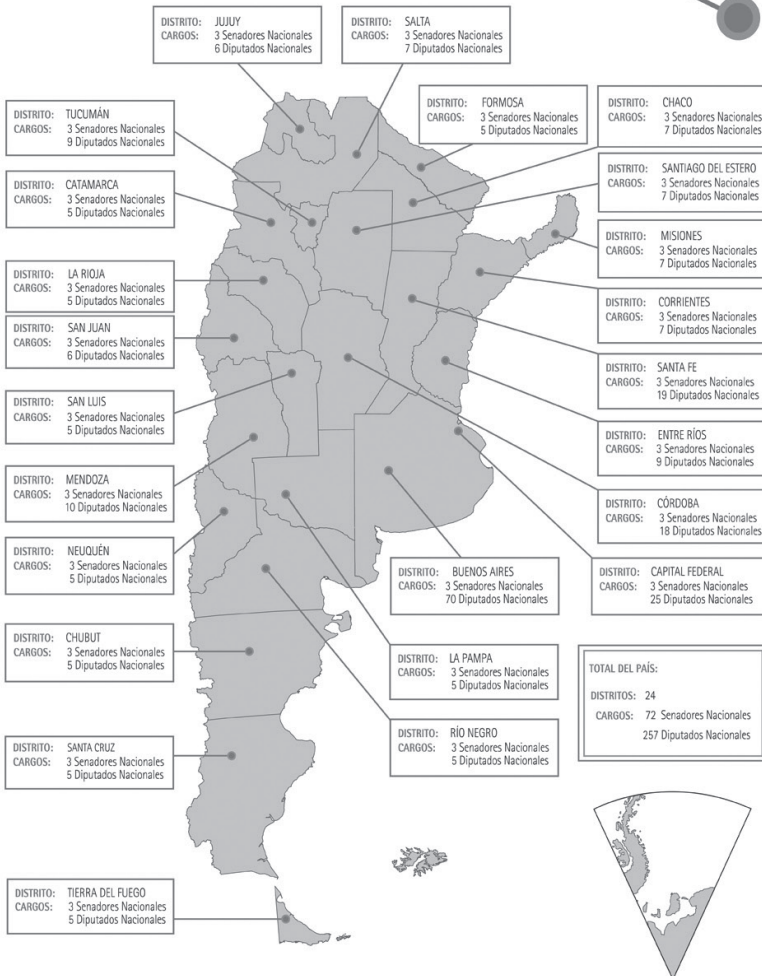 DISTRITO: JUJUY
CARGOS: 3 Senadores Nacionales
6 Diputados Nacionales
DISTRITO: SALTA
CARGOS: 3 Senadores Nacionales
7 Diputados Nacionales
DISTRITO: TUCUMÁN
CARGOS: 3 Senadores Nacionales
9 Diputados Nacionales
DISTRITO: FORMOSA
CARGOS: 3 Senadores Nacionales
5 Diputados Nacionales
DISTRITO: CHACO
CARGOS: 3 Senadores Nacionales
7 Diputados Nacionales
DISTRITO: CATAMARCA
CARGOS: 3 Senadores Nacionales
5 Diputados Nacionales
DISTRITO: SANTIAGO DEL ESTERO
CARGOS: 3 Senadores Nacionales
7 Diputados Nacionales
DISTRITO: MISIONES
CARGOS: 3 Senadores Nacionales
7 Diputados Nacionales
DISTRITO: LA RIOJA
CARGOS: 3 Senadores Nacionales
5 Diputados Nacionales
DISTRITO: CORRIENTES
CARGOS: 3 Senadores Nacionales
7 Diputados Nacionales
DISTRITO: SAN JUAN
CARGOS: 3 Senadores Nacionales
6 Diputados Nacionales
DISTRITO: SANTA FE
CARGOS: 3 Senadores Nacionales
19 Diputados Nacionales
DISTRITO: SAN LUIS
CARGOS: 3 Senadores Nacionales
5 Diputados Nacionales
DISTRITO: ENTRE RÍOS
CARGOS: 3 Senadores Nacionales
9 Diputados Nacionales
DISTRITO: MENDOZA
CARGOS: 3 Senadores Nacionales
10 Diputados Nacionales
DISTRITO: CÓRDOBA
CARGOS: 3 Senadores Nacionales
18 Diputados Nacionales
DISTRITO: NEUQUÉN
CARGOS: 3 Senadores Nacionales
5 Diputados Nacionales
DISTRITO: BUENOS AIRES
CARGOS: 3 Senadores Nacionales
70 Diputados Nacionales
DISTRITO: CAPITAL FEDERAL
CARGOS: 3 Senadores Nacionales
25 Diputados Nacionales
DISTRITO: CHUBUT
CARGOS: 3 Senadores Nacionales
5 Diputados Nacionales
DISTRITO: LA PAMPA
CARGOS: 3 Senadores Nacionales
5 Diputados Nacionales
TOTAL DEL PAÍS:
DISTRITOS: 24
CARGOS: 72 Senadores Nacionales
257 Diputados Nacionales
DISTRITO: RÍO NEGRO
CARGOS: 3 Senadores Nacionales
5 Diputados Nacionales
DISTRITO: SANTA CRUZ
CARGOS: 3 Senadores Nacionales
5 Diputados Nacionales
DISTRITO: TIERRA DEL FUEGO
CARGOS: 3 Senadores Nacionales
5 Diputados Nacionales